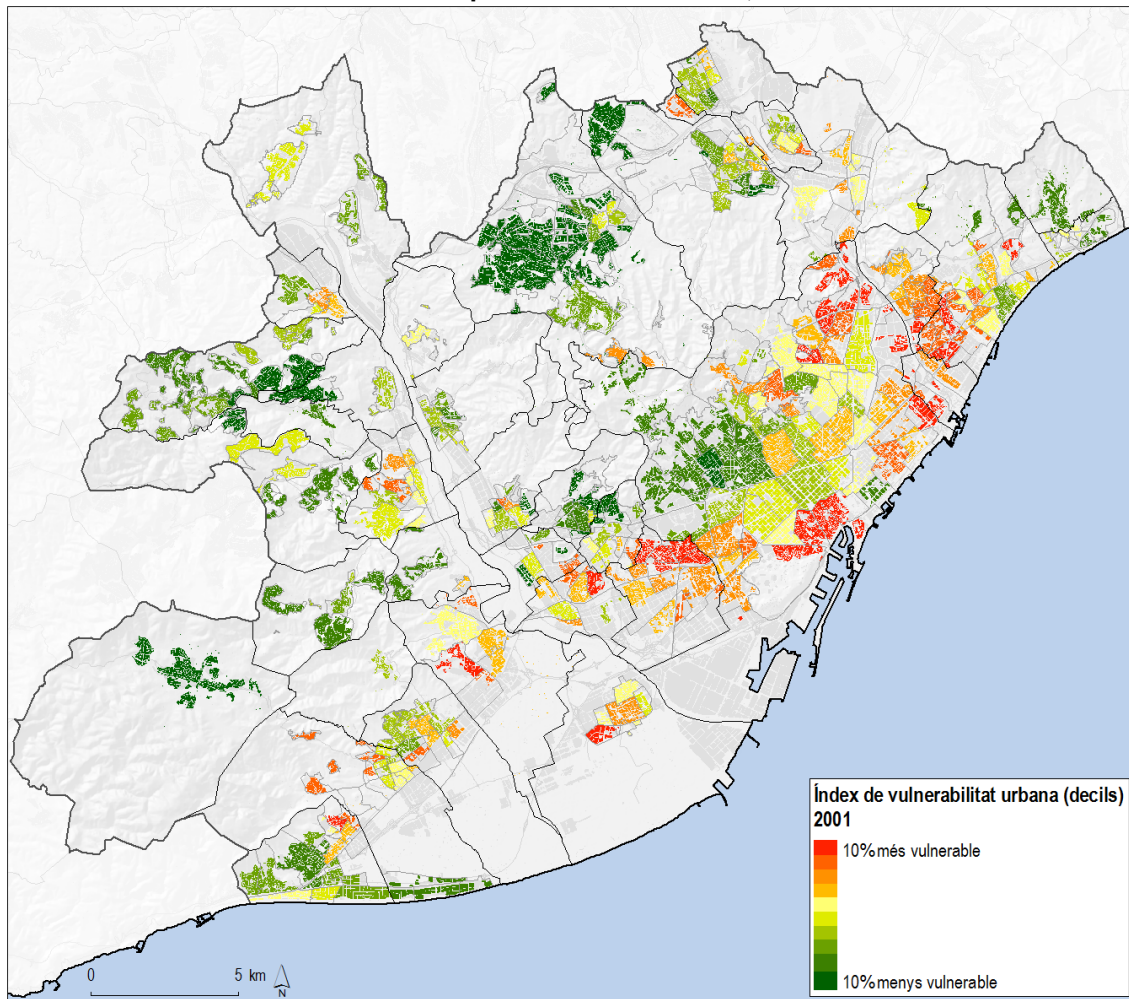 Índex de vulnerabilitat urbana (decils)
2001
10% més vulnerable
10% menys vulnerable
0 5 km
N